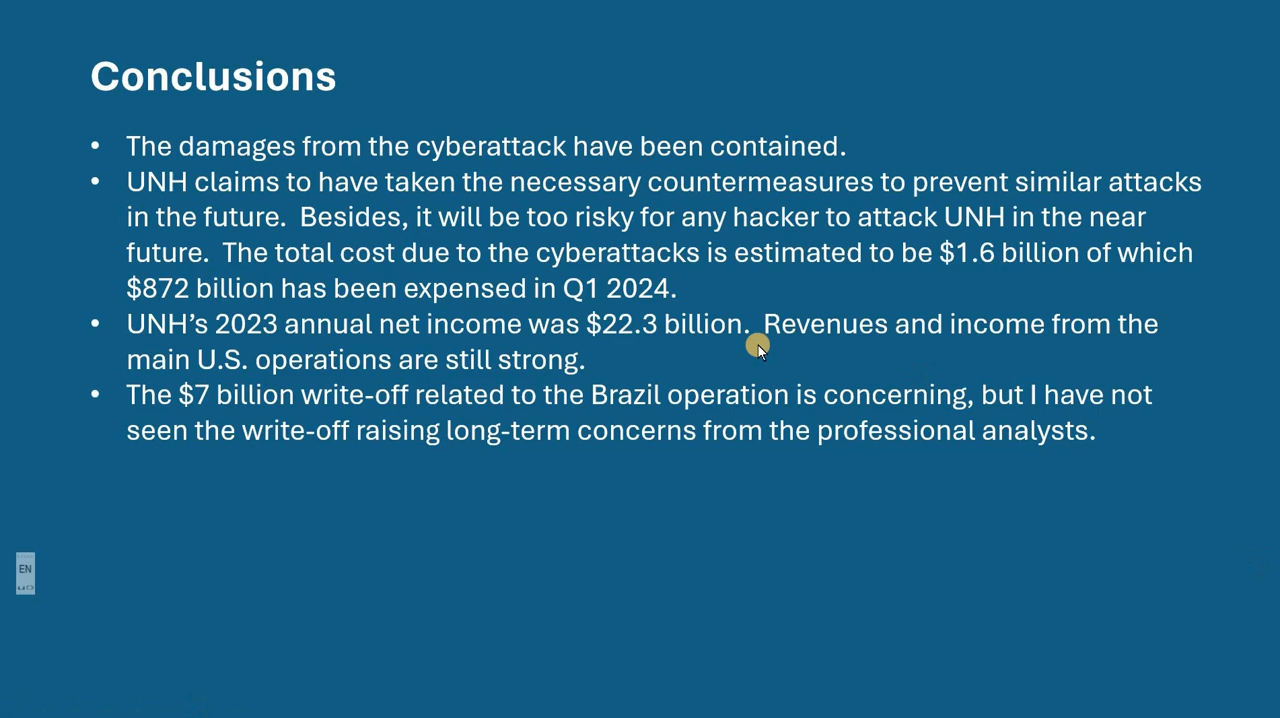 Conclusions
• The damages from the cyberattack have been contained.
• UNH claims to have taken the necessary countermeasures to prevent similar attacks
in the future.  Besides, it will be too risky for any hacker to attack UNH in the near
future.  The total cost due to the cyberattacks is estimated to be $1.6 billion of which
$872 billion has been expensed in Q1 2024.
• UNH’s 2023 annual net income was $22.3 billion.  Revenues and income from the
main U.S. operations are still strong.
• The $7 billion write-off related to the Brazil operation is concerning, but I have not
seen the write-off raising long-term concerns from the professional analysts.
EN